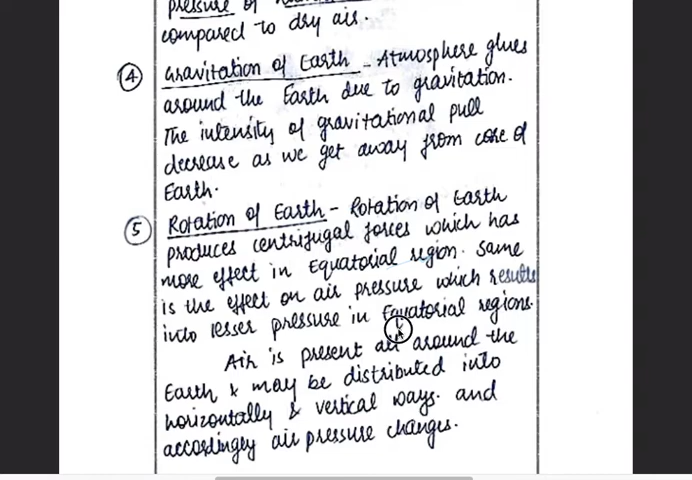 pressure of
compared to dry air.
④ Gravitation of Earth - Atmosphere glues
around the Earth due to gravitation.
The intensity of gravitational pull
decrease as we get away from core of
Earth.
⑤ Rotation of Earth - Rotation of Earth
produces centrifugal forces which has
more effect in Equatorial region. Same
is the effect on air pressure which results
into lesser pressure in Equatorial regions.
Air is present all around the
Earth & may be distributed into
horizontally & vertical ways. and
accordingly air pressure changes.